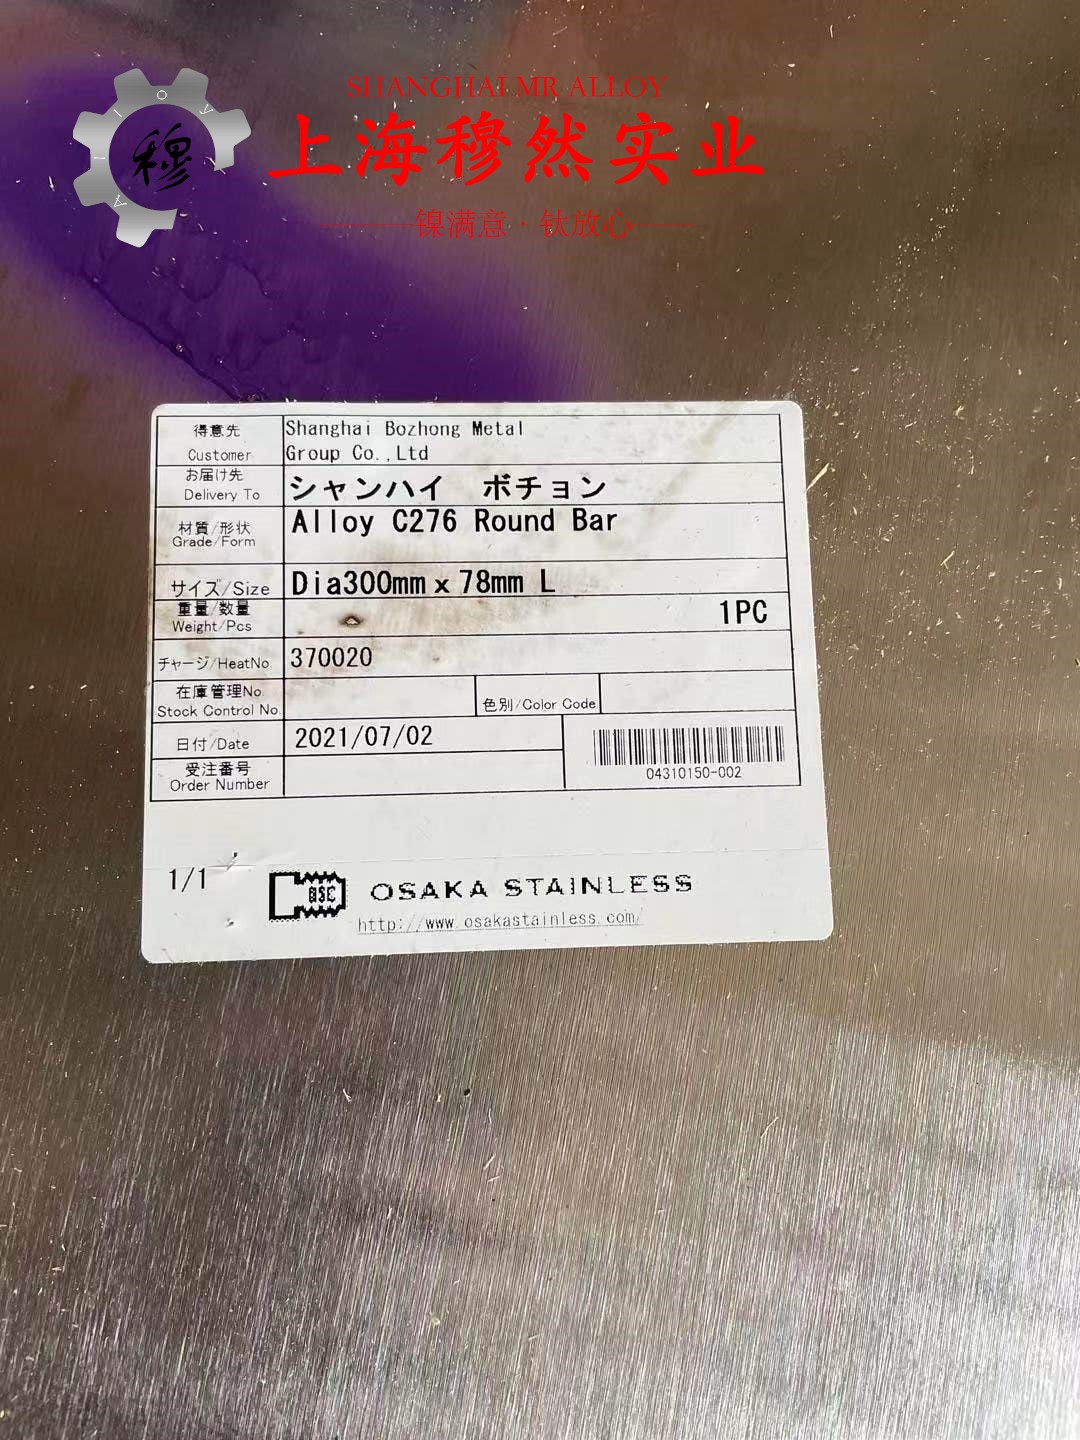 SHANGHAI MR ALLOY
上海穆然实业
穆
镍满意·钛放心
得意先
Customer
Shanghai Bozhong Metal
Group Co.,Ltd
お届け先
Delivery To
シャンハイ ボチョン
材質/形状
Grade/Form
Alloy C276 Round Bar
サイズ/Size
Dia300mm x 78mm L
重量/数量
Weight/Pcs
1PC
チャージ/HeatNo
370020
在庫管理No
Stock Control No
色別/Color Code
日付/Date
2021/07/02
受注番号
Order Number
04310150-002
1/1
OSC
OSAKA STAINLESS
http://www.osakastainless.com/